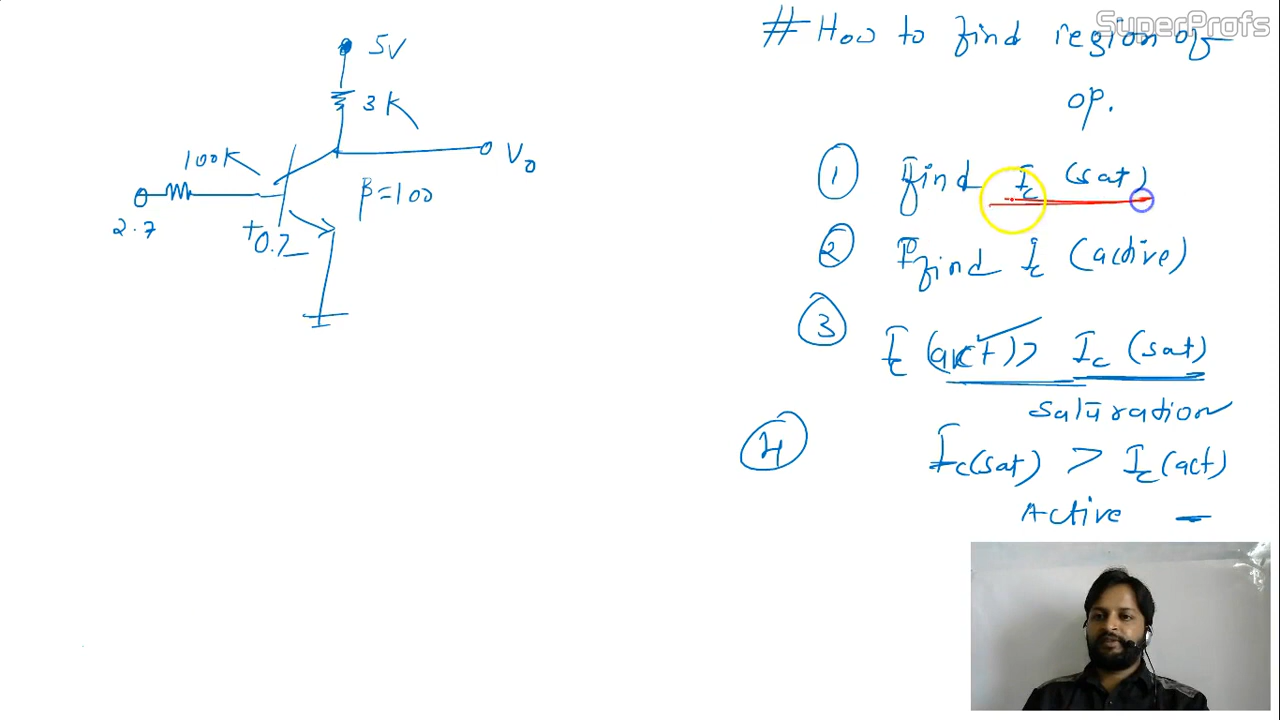 SuperProfs
# How to find region of
op.
① Find Ic (sat)
② Find Ic (active)
③
Ic (act) > Ic (sat)
saturation
④ Ic(sat) > Ic(act)
Active
5V
3K
100K
Vo
β=100
2.7
+0.7-